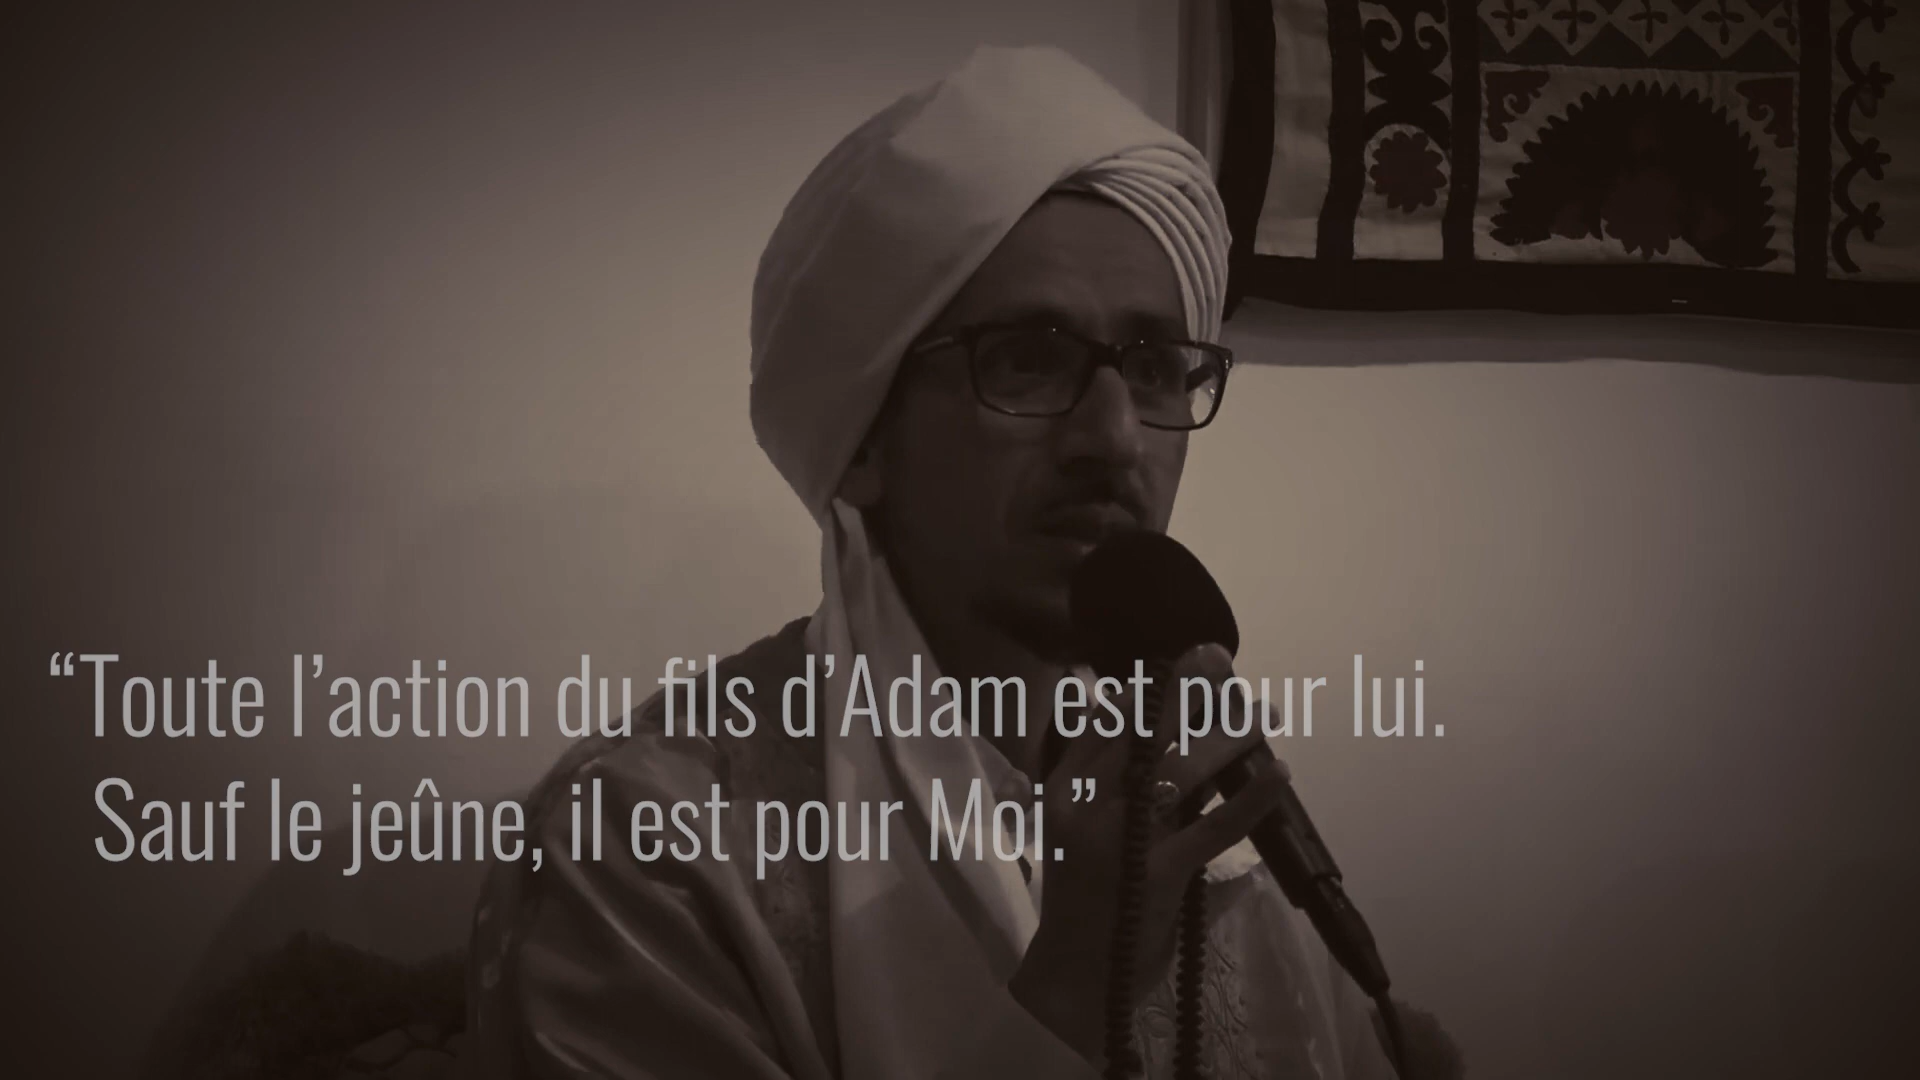 “Toute l’action du fils d’Adam est pour lui.
Sauf le jeûne, il est pour Moi.”